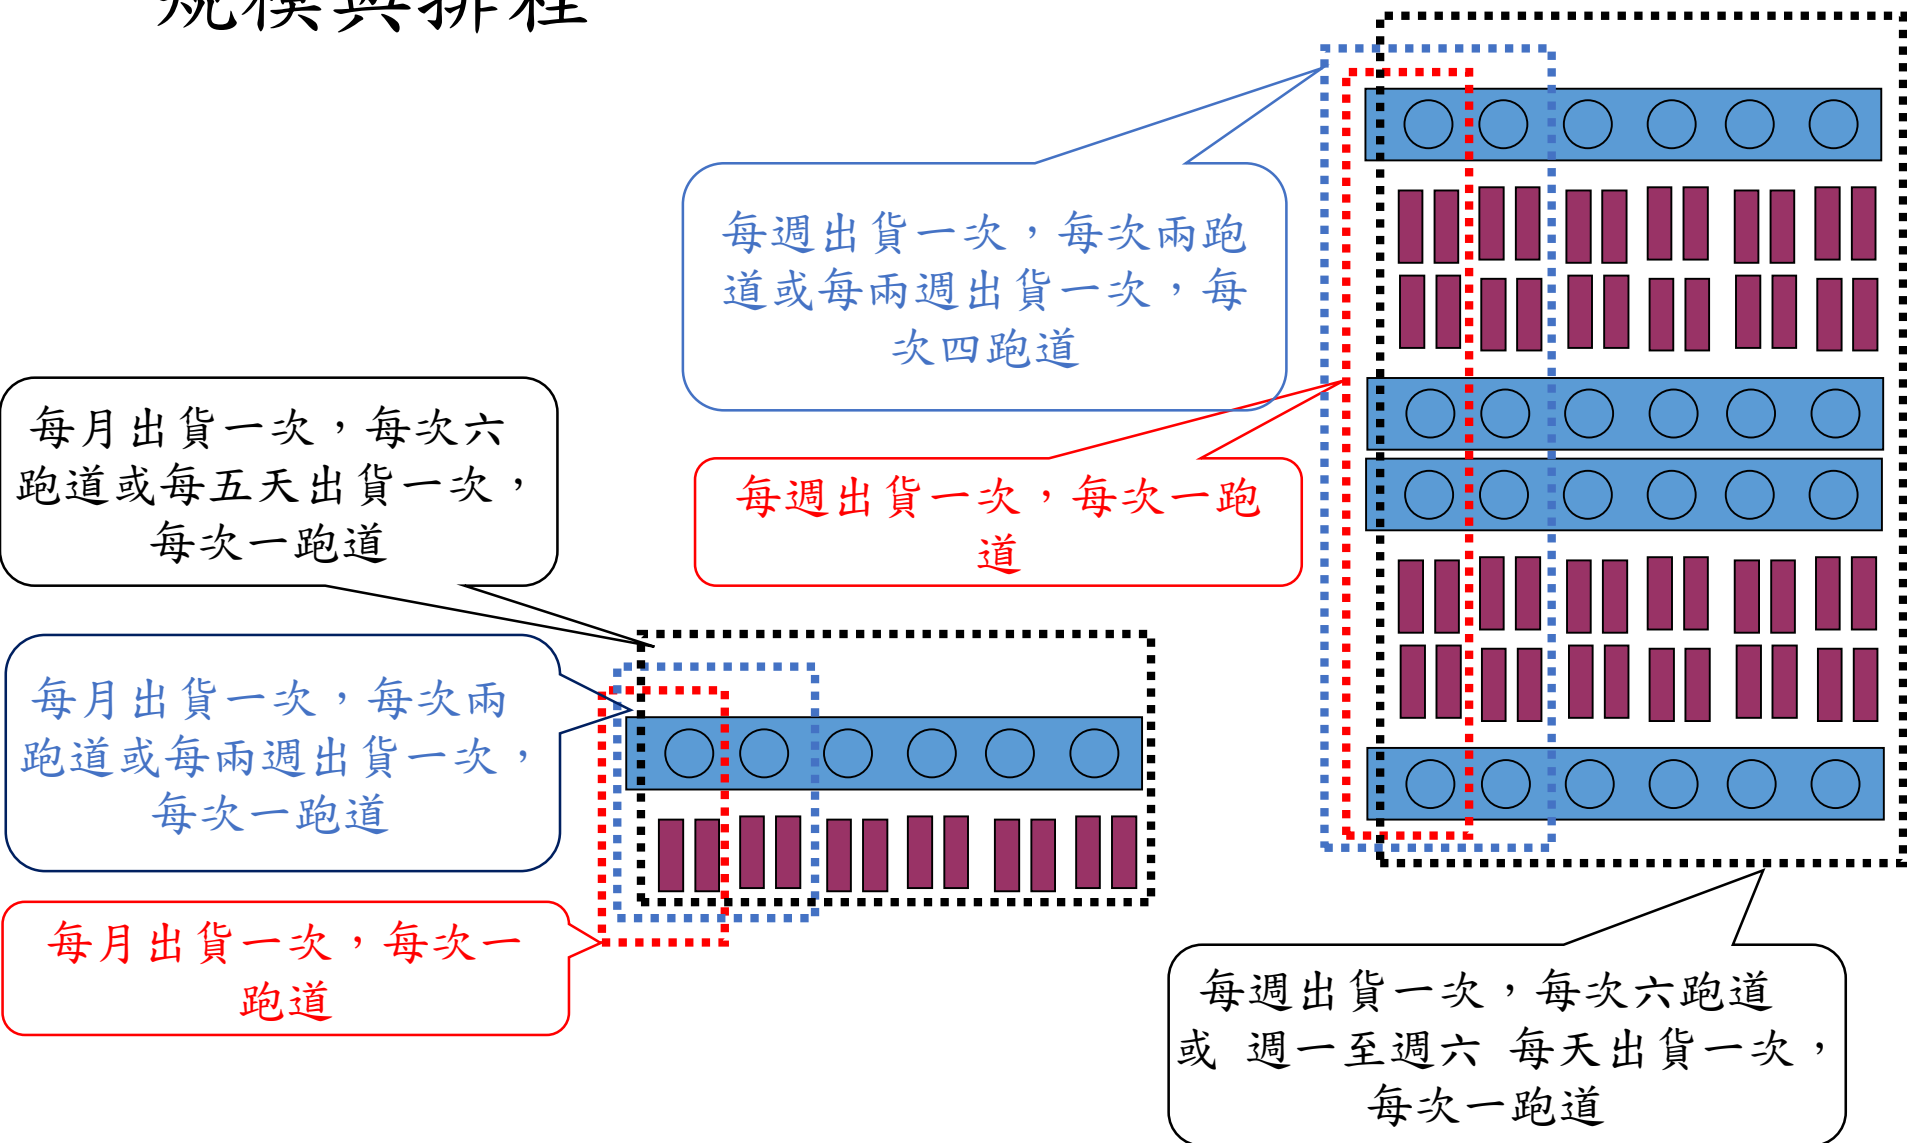 規模與排程
每週出貨一次，每次兩跑
道或每兩週出貨一次，每
次四跑道
每月出貨一次，每次六
跑道或每五天出貨一次，
每次一跑道
每週出貨一次，每次一跑
道
每月出貨一次，每次兩
跑道或每兩週出貨一次，
每次一跑道
每月出貨一次，每次一
跑道
每週出貨一次，每次六跑道
或 週一至週六 每天出貨一次，
每次一跑道